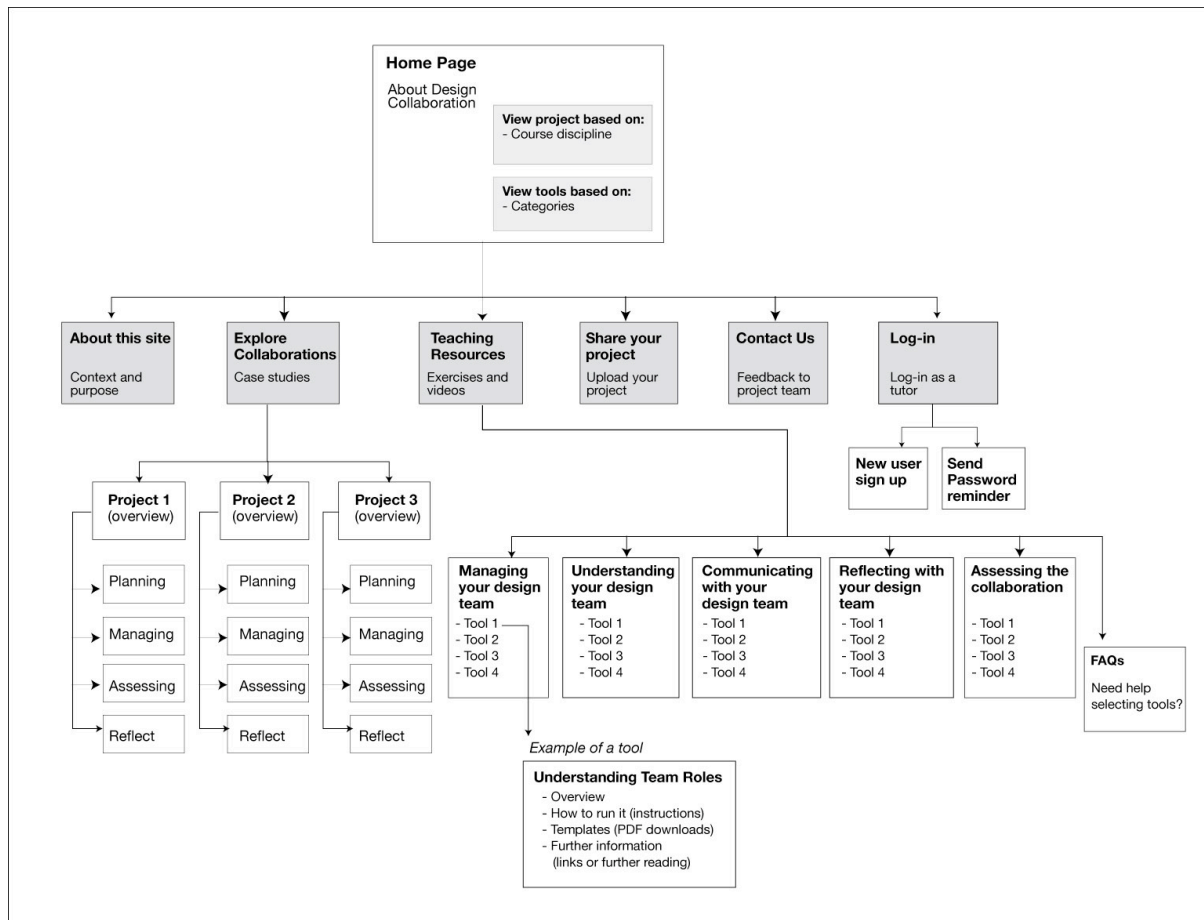 Home Page
About Design
Collaboration
View project based on:
- Course discipline
View tools based on:
- Categories
About this site
Context and
purpose
Explore
Collaborations
Case studies
Teaching
Resources
Exercises and
videos
Share your
project
Upload your
project
Contact Us
Feedback to
project team
Log-in
Log-in as a
tutor
New user
sign up
Send
Password
reminder
Project 1
(overview)
Planning
Managing
Assessing
Reflect
Project 2
(overview)
Planning
Managing
Assessing
Reflect
Project 3
(overview)
Planning
Managing
Assessing
Reflect
Managing
your design
team
- Tool 1
- Tool 2
- Tool 3
- Tool 4
Understanding
your design
team
- Tool 1
- Tool 2
- Tool 3
- Tool 4
Communicating
with your
design team
- Tool 1
- Tool 2
- Tool 3
- Tool 4
Reflecting with
your design
team
- Tool 1
- Tool 2
- Tool 3
- Tool 4
Assessing the
collaboration
- Tool 1
- Tool 2
- Tool 3
- Tool 4
FAQs
Need help
selecting tools?
Example of a tool
Understanding Team Roles
- Overview
- How to run it (instructions)
- Templates (PDF downloads)
- Further information
(links or further reading)